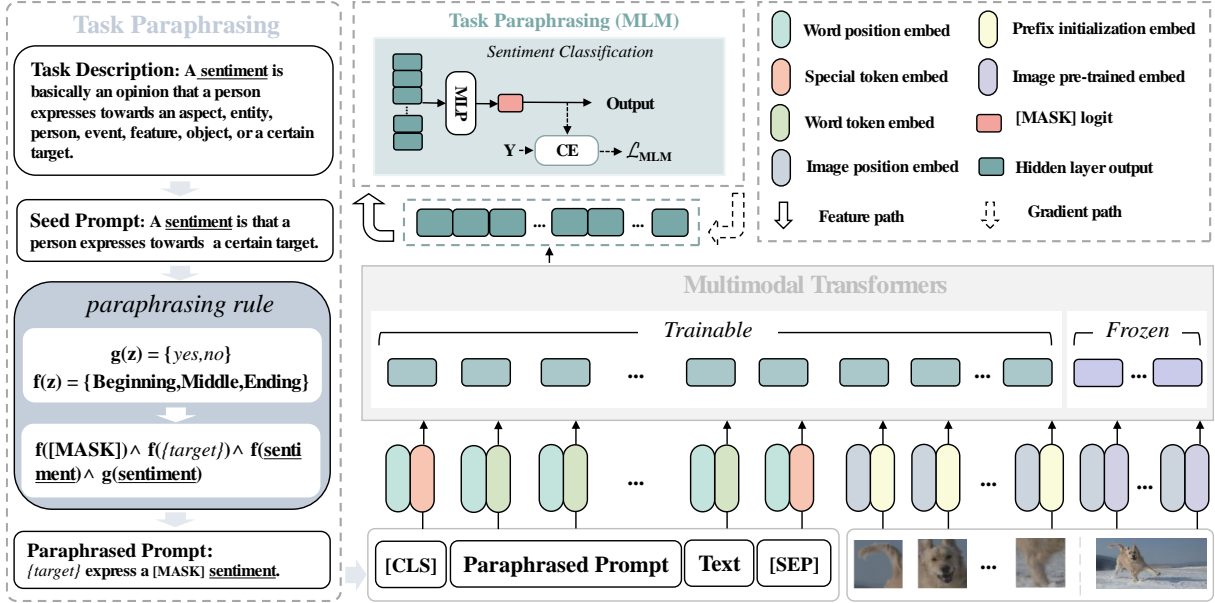 Task Paraphrasing
Task Description: A sentiment is
basically an opinion that a person
expresses towards an aspect, entity,
person, event, feature, object, or a certain
target.
Seed Prompt: A sentiment is that a
person expresses towards a certain target.
paraphrasing rule
g(z) = {yes,no}
f(z) = {Beginning,Middle,Ending}
f([MASK])∧ f({target})∧ f(senti
ment)∧ g(sentiment)
Paraphrased Prompt:
{target} express a [MASK] sentiment.
Task Paraphrasing (MLM)
Sentiment Classification
MLP
Output
Y
CE
ℒMLM
...
...
Word position embed
Prefix initialization embed
Special token embed
Image pre-trained embed
Word token embed
[MASK] logit
Image position embed
Hidden layer output
Feature path
Gradient path
Multimodal Transformers
Trainable
Frozen
...
...
...
...
...
...
[CLS]
Paraphrased Prompt
Text
[SEP]
...